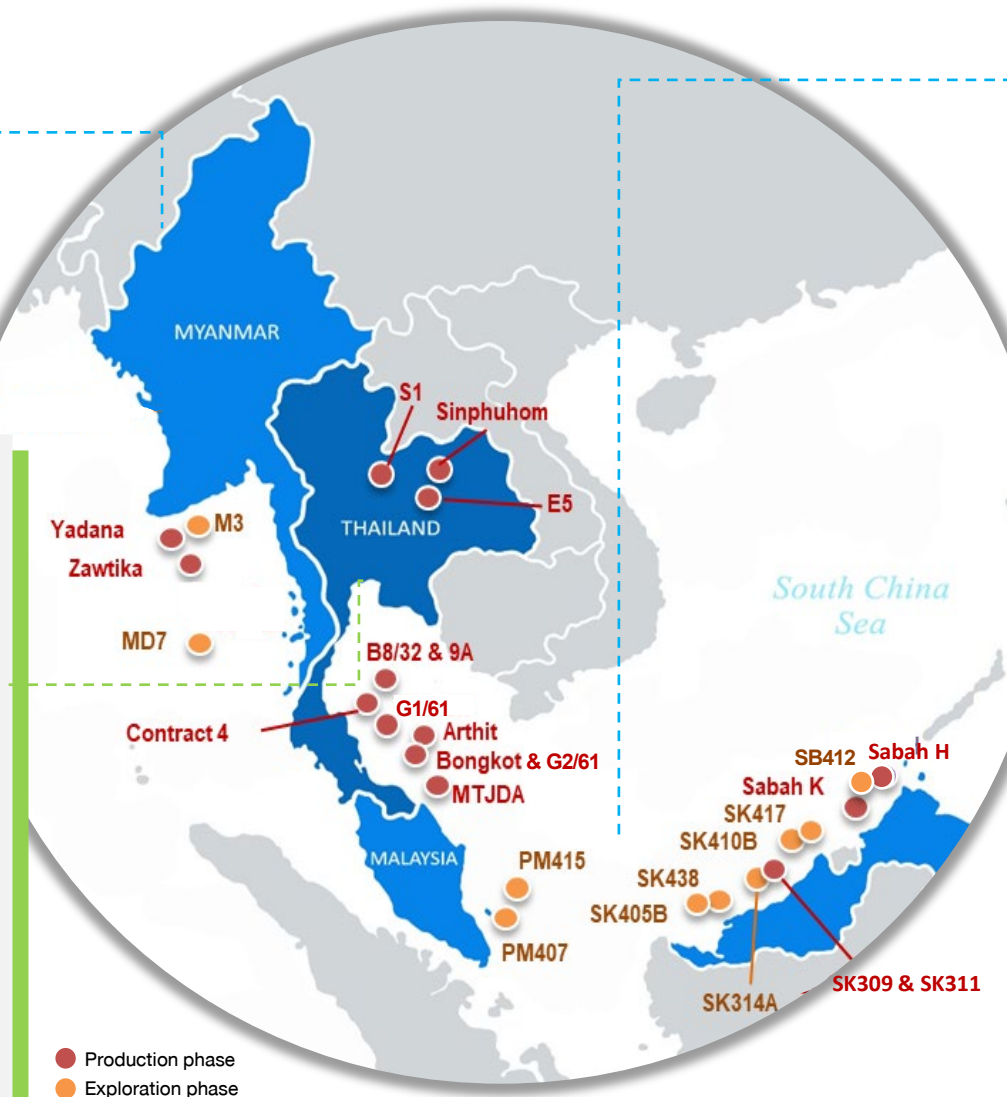 MYANMAR
S1
Sinphuhom
E5
THAILAND
Yadana
M3
Zawtika
MD7
South China
Sea
B8/32 & 9A
G1/61
Contract 4
Arthit
Bongkot & G2/61
MTJDA
SB412
Sabah H
Sabah K
SK417
SK410B
MALAYSIA
PM415
SK438
SK405B
PM407
SK309 & SK311
SK314A
Production phase
Exploration phase